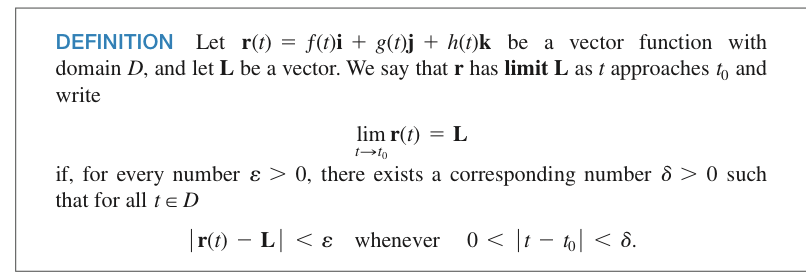 DEFINITION Let r(t) = f(t)i + g(t)j + h(t)k be a vector function with
domain D, and let L be a vector. We say that r has limit L as t approaches t₀ and
write
lim r(t) = L
t→t₀
if, for every number ε > 0, there exists a corresponding number δ > 0 such
that for all t ∈ D
|r(t) − L| < ε whenever 0 < |t − t₀| < δ.